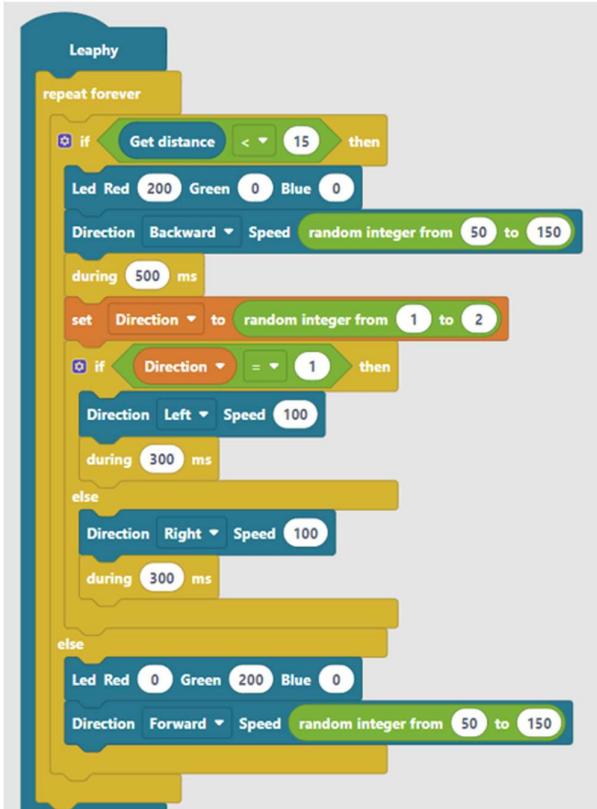 Leaphy
repeat forever
if Get distance < 15 then
Led Red 200 Green 0 Blue 0
Direction Backward Speed random integer from 50 to 150
during 500 ms
set Direction to random integer from 1 to 2
if Direction = 1 then
Direction Left Speed 100
during 300 ms
else
Direction Right Speed 100
during 300 ms
else
Led Red 0 Green 200 Blue 0
Direction Forward Speed random integer from 50 to 150